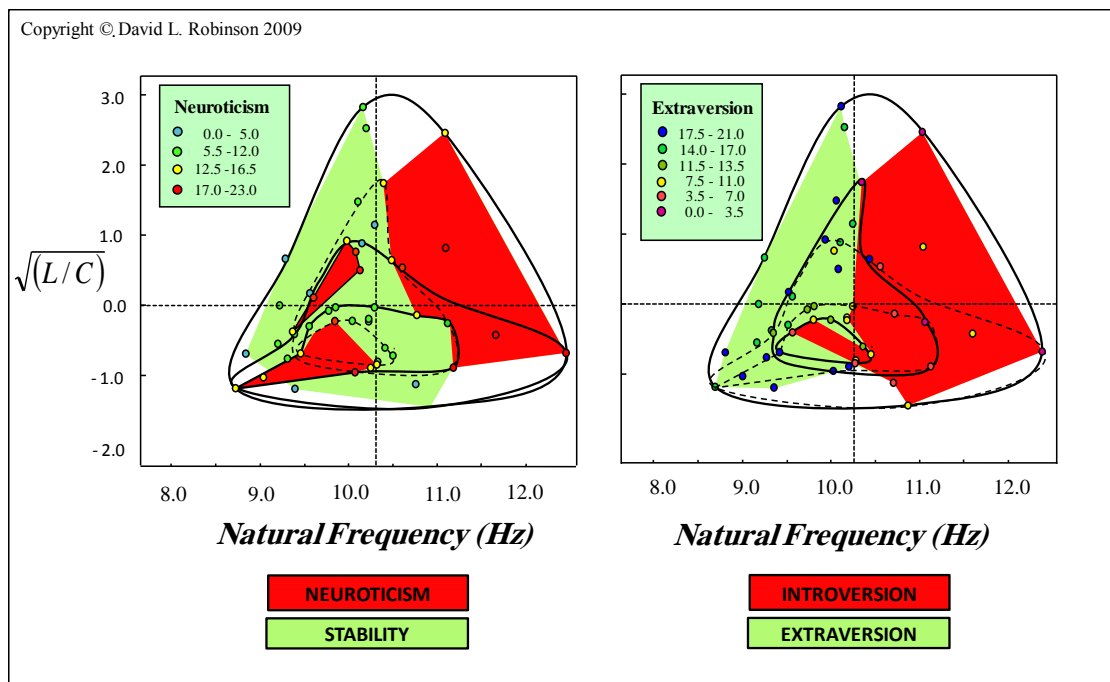 Copyright © David L. Robinson 2009
Neuroticism
0.0 - 5.0
5.5 -12.0
12.5 -16.5
17.0 -23.0
3.0
2.0
1.0
0.0
- 1.0
- 2.0
√(L/C)
8.0 9.0 10.0 11.0 12.0
Natural Frequency (Hz)
NEUROTICISM
STABILITY
Extraversion
17.5 - 21.0
14.0 - 17.0
11.5 - 13.5
7.5 - 11.0
3.5 - 7.0
0.0 - 3.5
8.0 9.0 10.0 11.0 12.0
Natural Frequency (Hz)
INTROVERSION
EXTRAVERSION